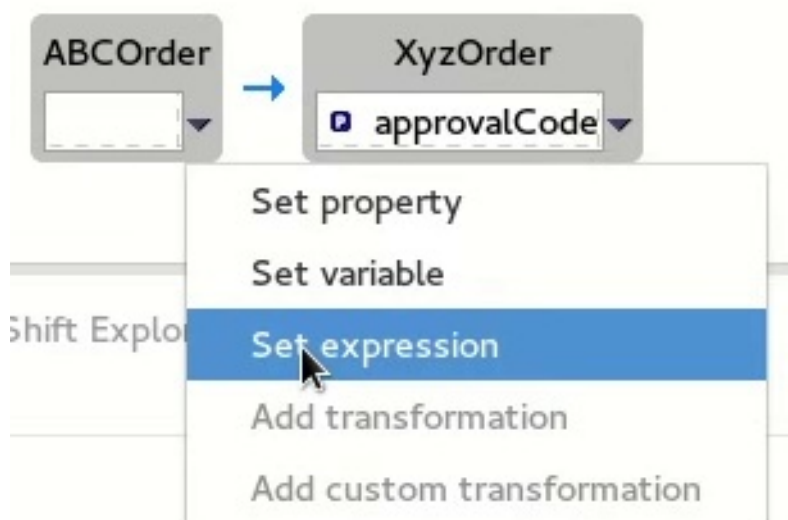 ABCOrder
XyzOrder
P approvalCode
Set property
Set variable
Shift Explor
Set expression
Add transformation
Add custom transformation